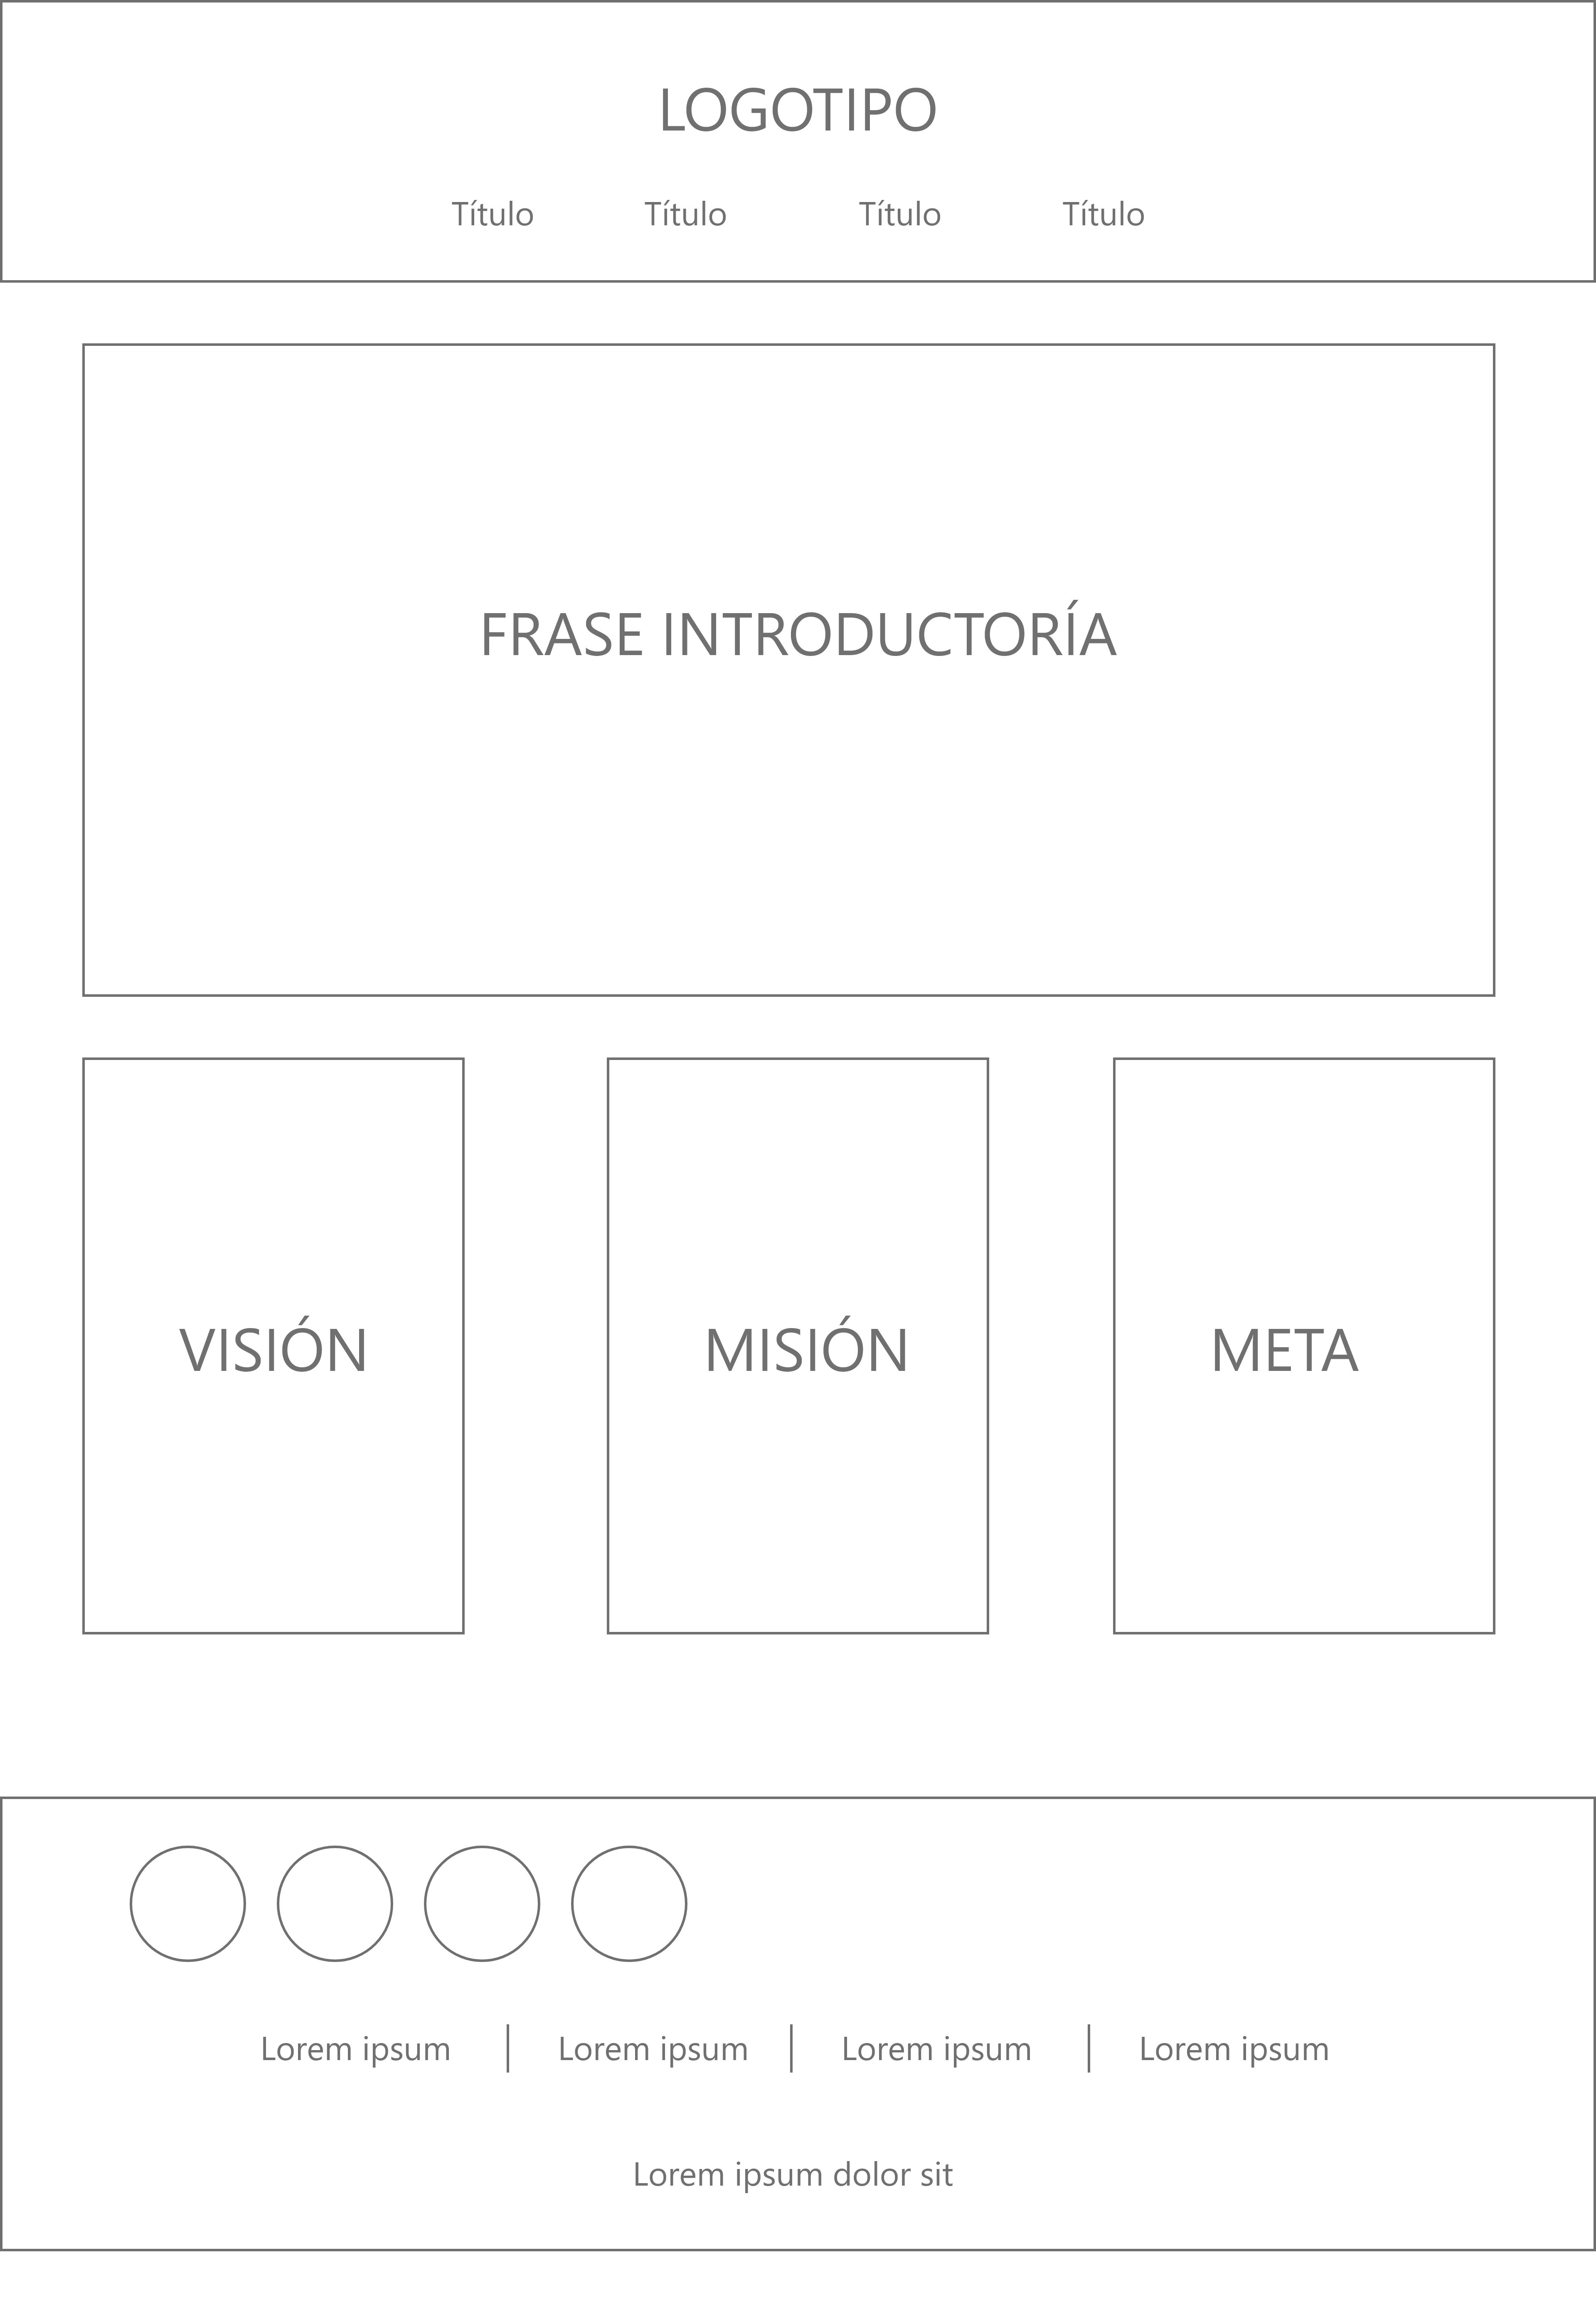 LOGOTIPO
Título Título Título Título
FRASE INTRODUCTORÍA
VISIÓN MISIÓN META
Lorem ipsum | Lorem ipsum | Lorem ipsum | Lorem ipsum
Lorem ipsum dolor sit